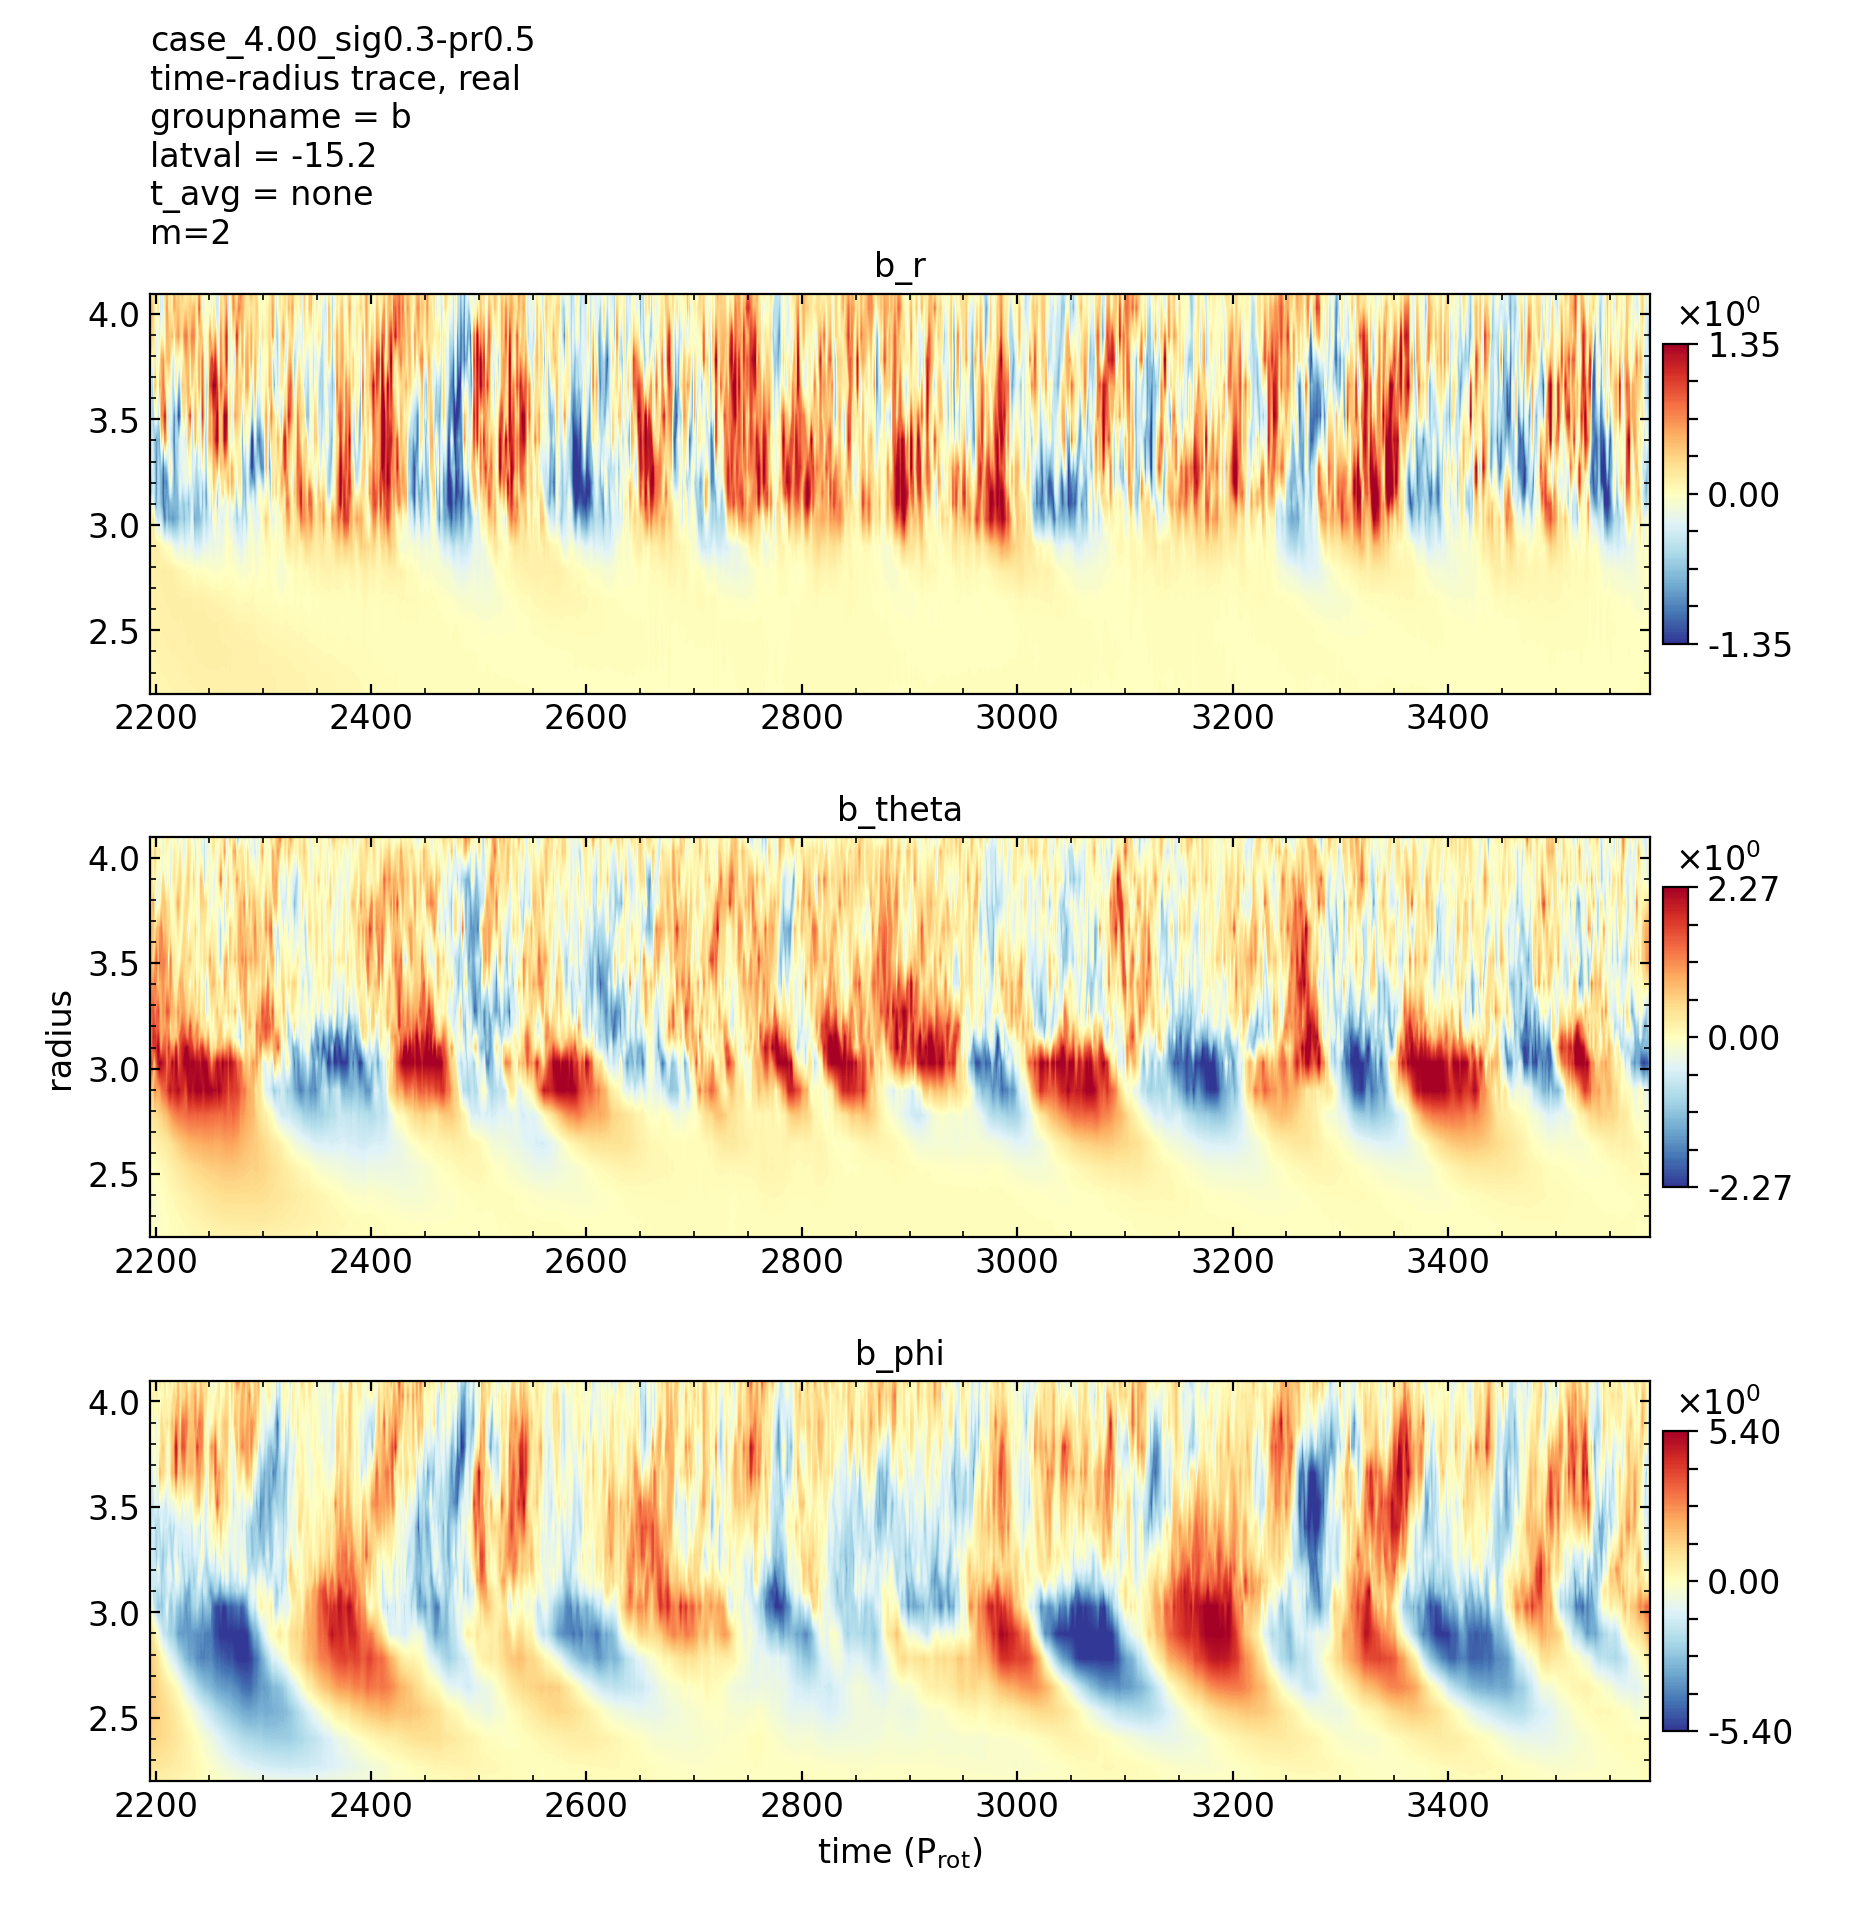 case_4.00_sig0.3-pr0.5
time-radius trace, real
groupname = b
latval = -15.2
t_avg = none
m=2
b_r
×10⁰
4.0
3.5
3.0
2.5
1.35
0.00
-1.35
2200 2400 2600 2800 3000 3200 3400
b_theta
×10⁰
4.0
3.5
3.0
2.5
radius
2.27
0.00
-2.27
2200 2400 2600 2800 3000 3200 3400
b_phi
×10⁰
4.0
3.5
3.0
2.5
5.40
0.00
-5.40
2200 2400 2600 2800 3000 3200 3400
time (P_rot)